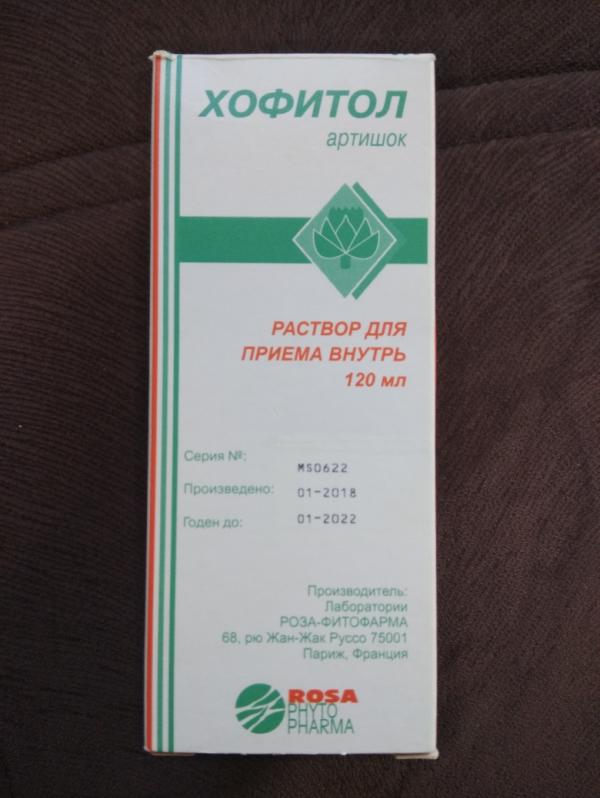 ХОФИТОЛ
артишок
РАСТВОР ДЛЯ
ПРИЕМА ВНУТРЬ
120 мл
Серия №: MS0622
Произведено: 01-2018
Годен до: 01-2022
Производитель:
Лаборатории
РОЗА-ФИТОФАРМА
68, рю Жан-Жак Руссо 75001
Париж, Франция
ROSA
PHYTO
PHARMA